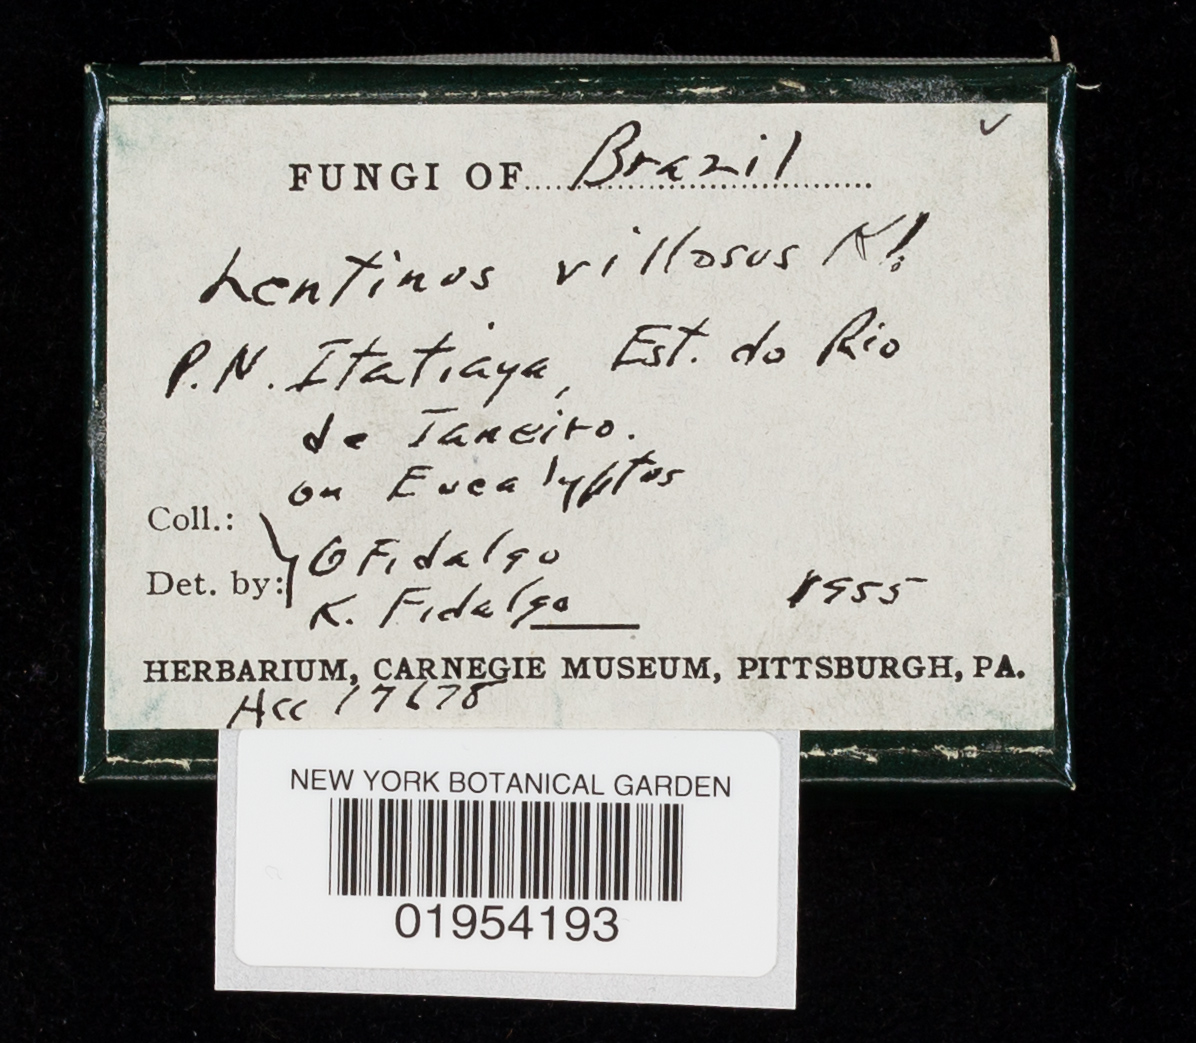 FUNGI OF Brazil
Lentinus villosus Kl.
P.N. Itatiaya, Est. do Rio
de Janeiro.
on Eucalyptus
Coll.:
O Fidalgo
Det. by:
K. Fidalgo
1955
HERBARIUM, CARNEGIE MUSEUM, PITTSBURGH, PA.
Acc 17678
NEW YORK BOTANICAL GARDEN
01954193